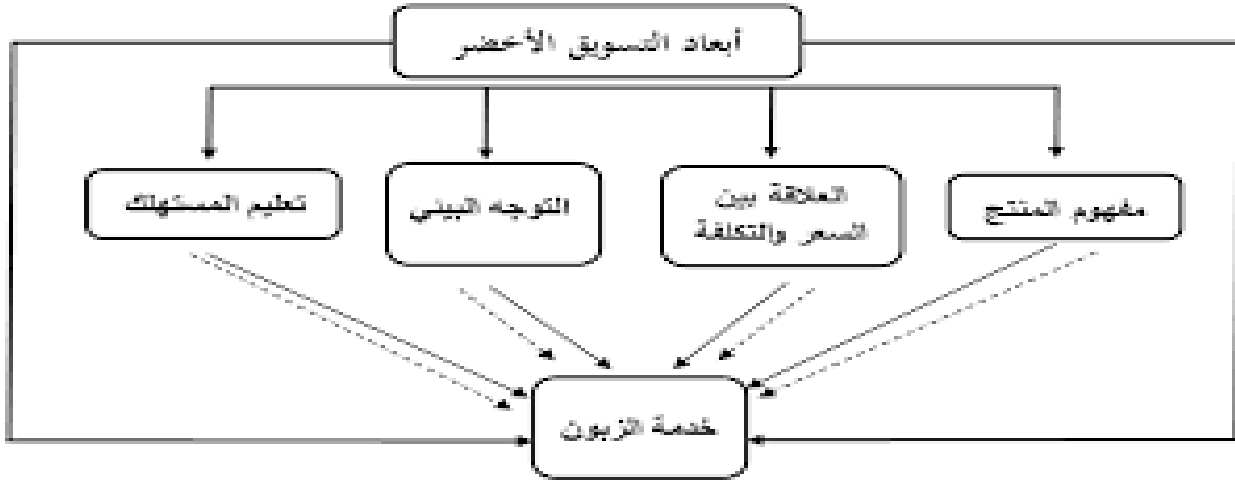 أبعاد التسويق الأخضر
مفهوم المنتج
العلاقة بين
السعر والتكلفة
التوجه البيئي
تعليم المستهلك
خدمة الزبون